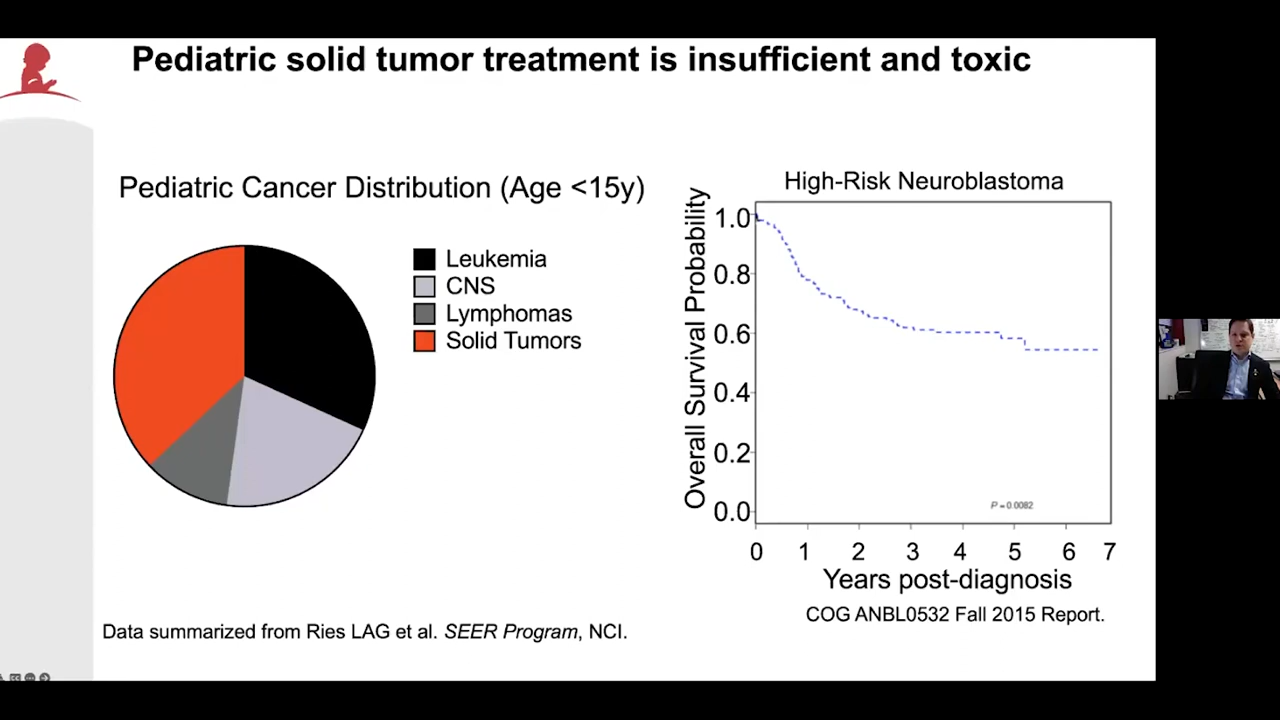 Pediatric solid tumor treatment is insufficient and toxic
Pediatric Cancer Distribution (Age <15y)
Leukemia
CNS
Lymphomas
Solid Tumors
Data summarized from Ries LAG et al. SEER Program, NCI.
High-Risk Neuroblastoma
Overall Survival Probability
1.0
0.8
0.6
0.4
0.2
0.0
P = 0.0082
0 1 2 3 4 5 6 7
Years post-diagnosis
COG ANBL0532 Fall 2015 Report.